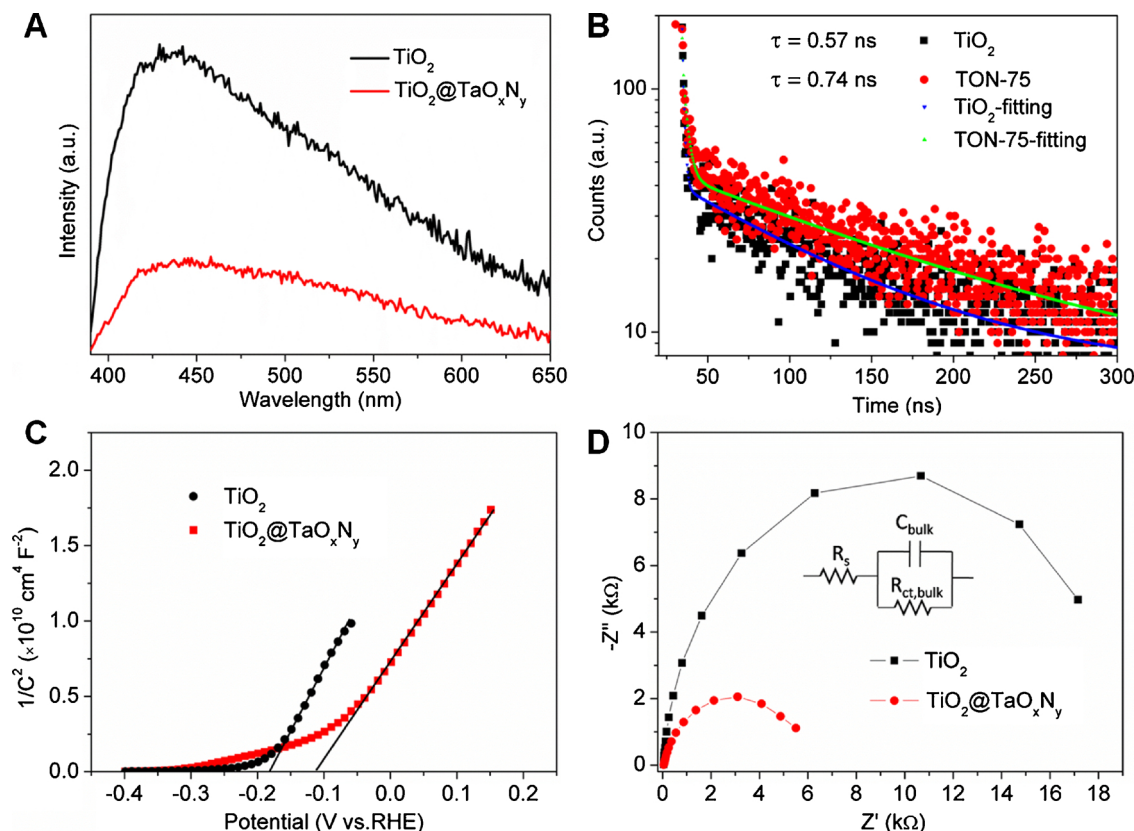 A
TiO2
TiO2@TaOxNy
Intensity (a.u.)
400 450 500 550 600 650
Wavelength (nm)
B
τ = 0.57 ns
τ = 0.74 ns
TiO2
TON-75
TiO2-fitting
TON-75-fitting
100
10
Counts (a.u.)
50 100 150 200 250 300
Time (ns)
C
TiO2
TiO2@TaOxNy
2.0
1.5
1.0
0.5
0.0
1/C² (×10¹⁰ cm⁴ F⁻²)
-0.4 -0.3 -0.2 -0.1 0.0 0.1 0.2
Potential (V vs.RHE)
D
10
8
6
4
2
0
-Z'' (kΩ)
Cbulk
Rs
Rct,bulk
TiO2
TiO2@TaOxNy
0 2 4 6 8 10 12 14 16 18
Z' (kΩ)